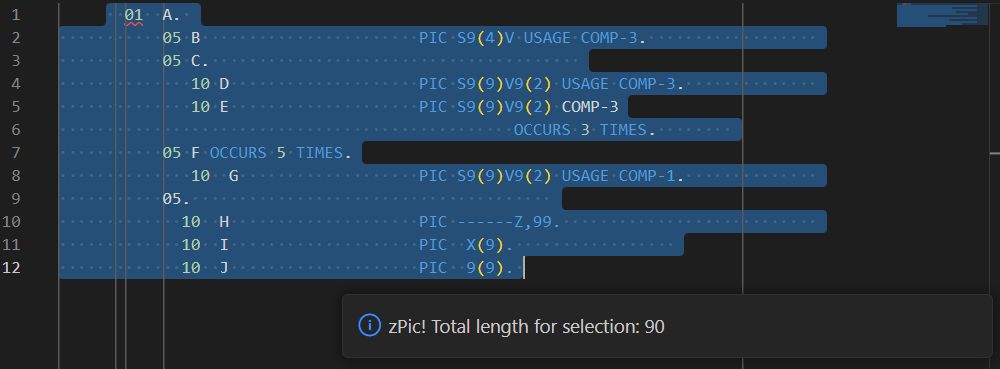 1 01 A.
2 05 B PIC S9(4)V USAGE COMP-3.
3 05 C.
4 10 D PIC S9(9)V9(2) USAGE COMP-3.
5 10 E PIC S9(9)V9(2) COMP-3
6 OCCURS 3 TIMES.
7 05 F OCCURS 5 TIMES.
8 10 G PIC S9(9)V9(2) USAGE COMP-1.
9 05.
10 10 H PIC ------Z,99.
11 10 I PIC X(9).
12 10 J PIC 9(9).
zPic! Total length for selection: 90